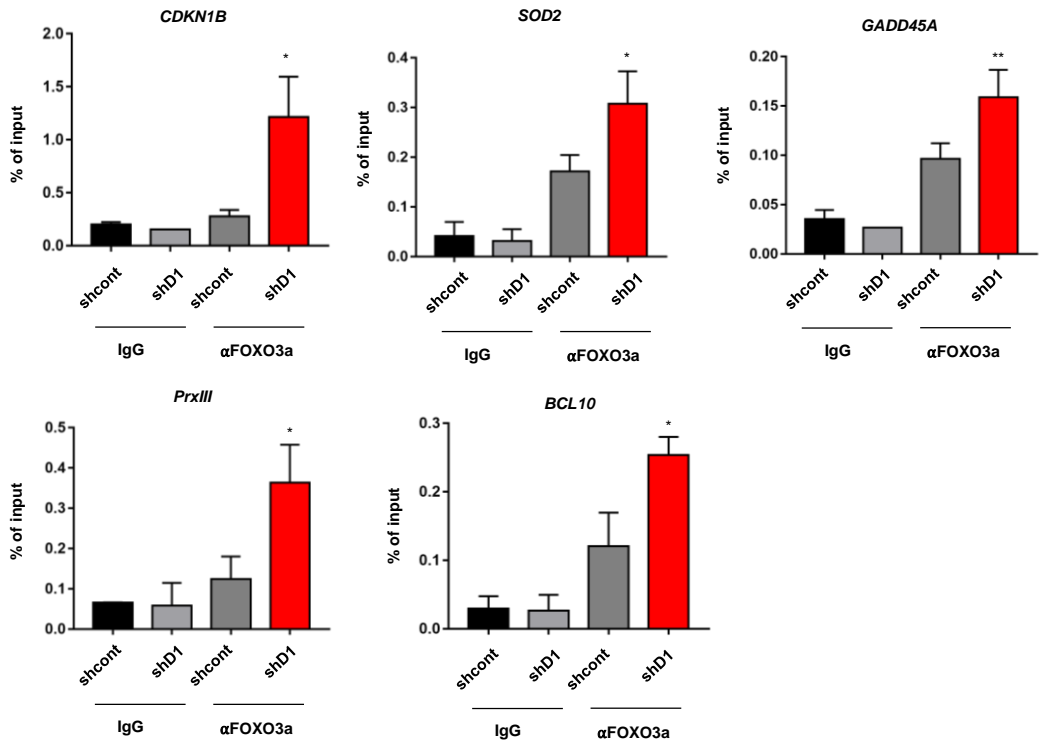 CDKN1B
2.0
1.5
1.0
0.5
0.0
% of input
*
shcont
shD1
shcont
shD1
IgG
αFOXO3a
SOD2
0.4
0.3
0.2
0.1
0.0
% of input
*
shcont
shD1
shcont
shD1
IgG
αFOXO3a
GADD45A
0.20
0.15
0.10
0.05
0.00
% of input
**
shcont
shD1
shcont
shD1
IgG
αFOXO3a
PrxIII
0.5
0.4
0.3
0.2
0.1
0.0
% of input
*
shcont
shD1
shcont
shD1
IgG
αFOXO3a
BCL10
0.3
0.2
0.1
0.0
% of input
*
shcont
shD1
shcont
shD1
IgG
αFOXO3a